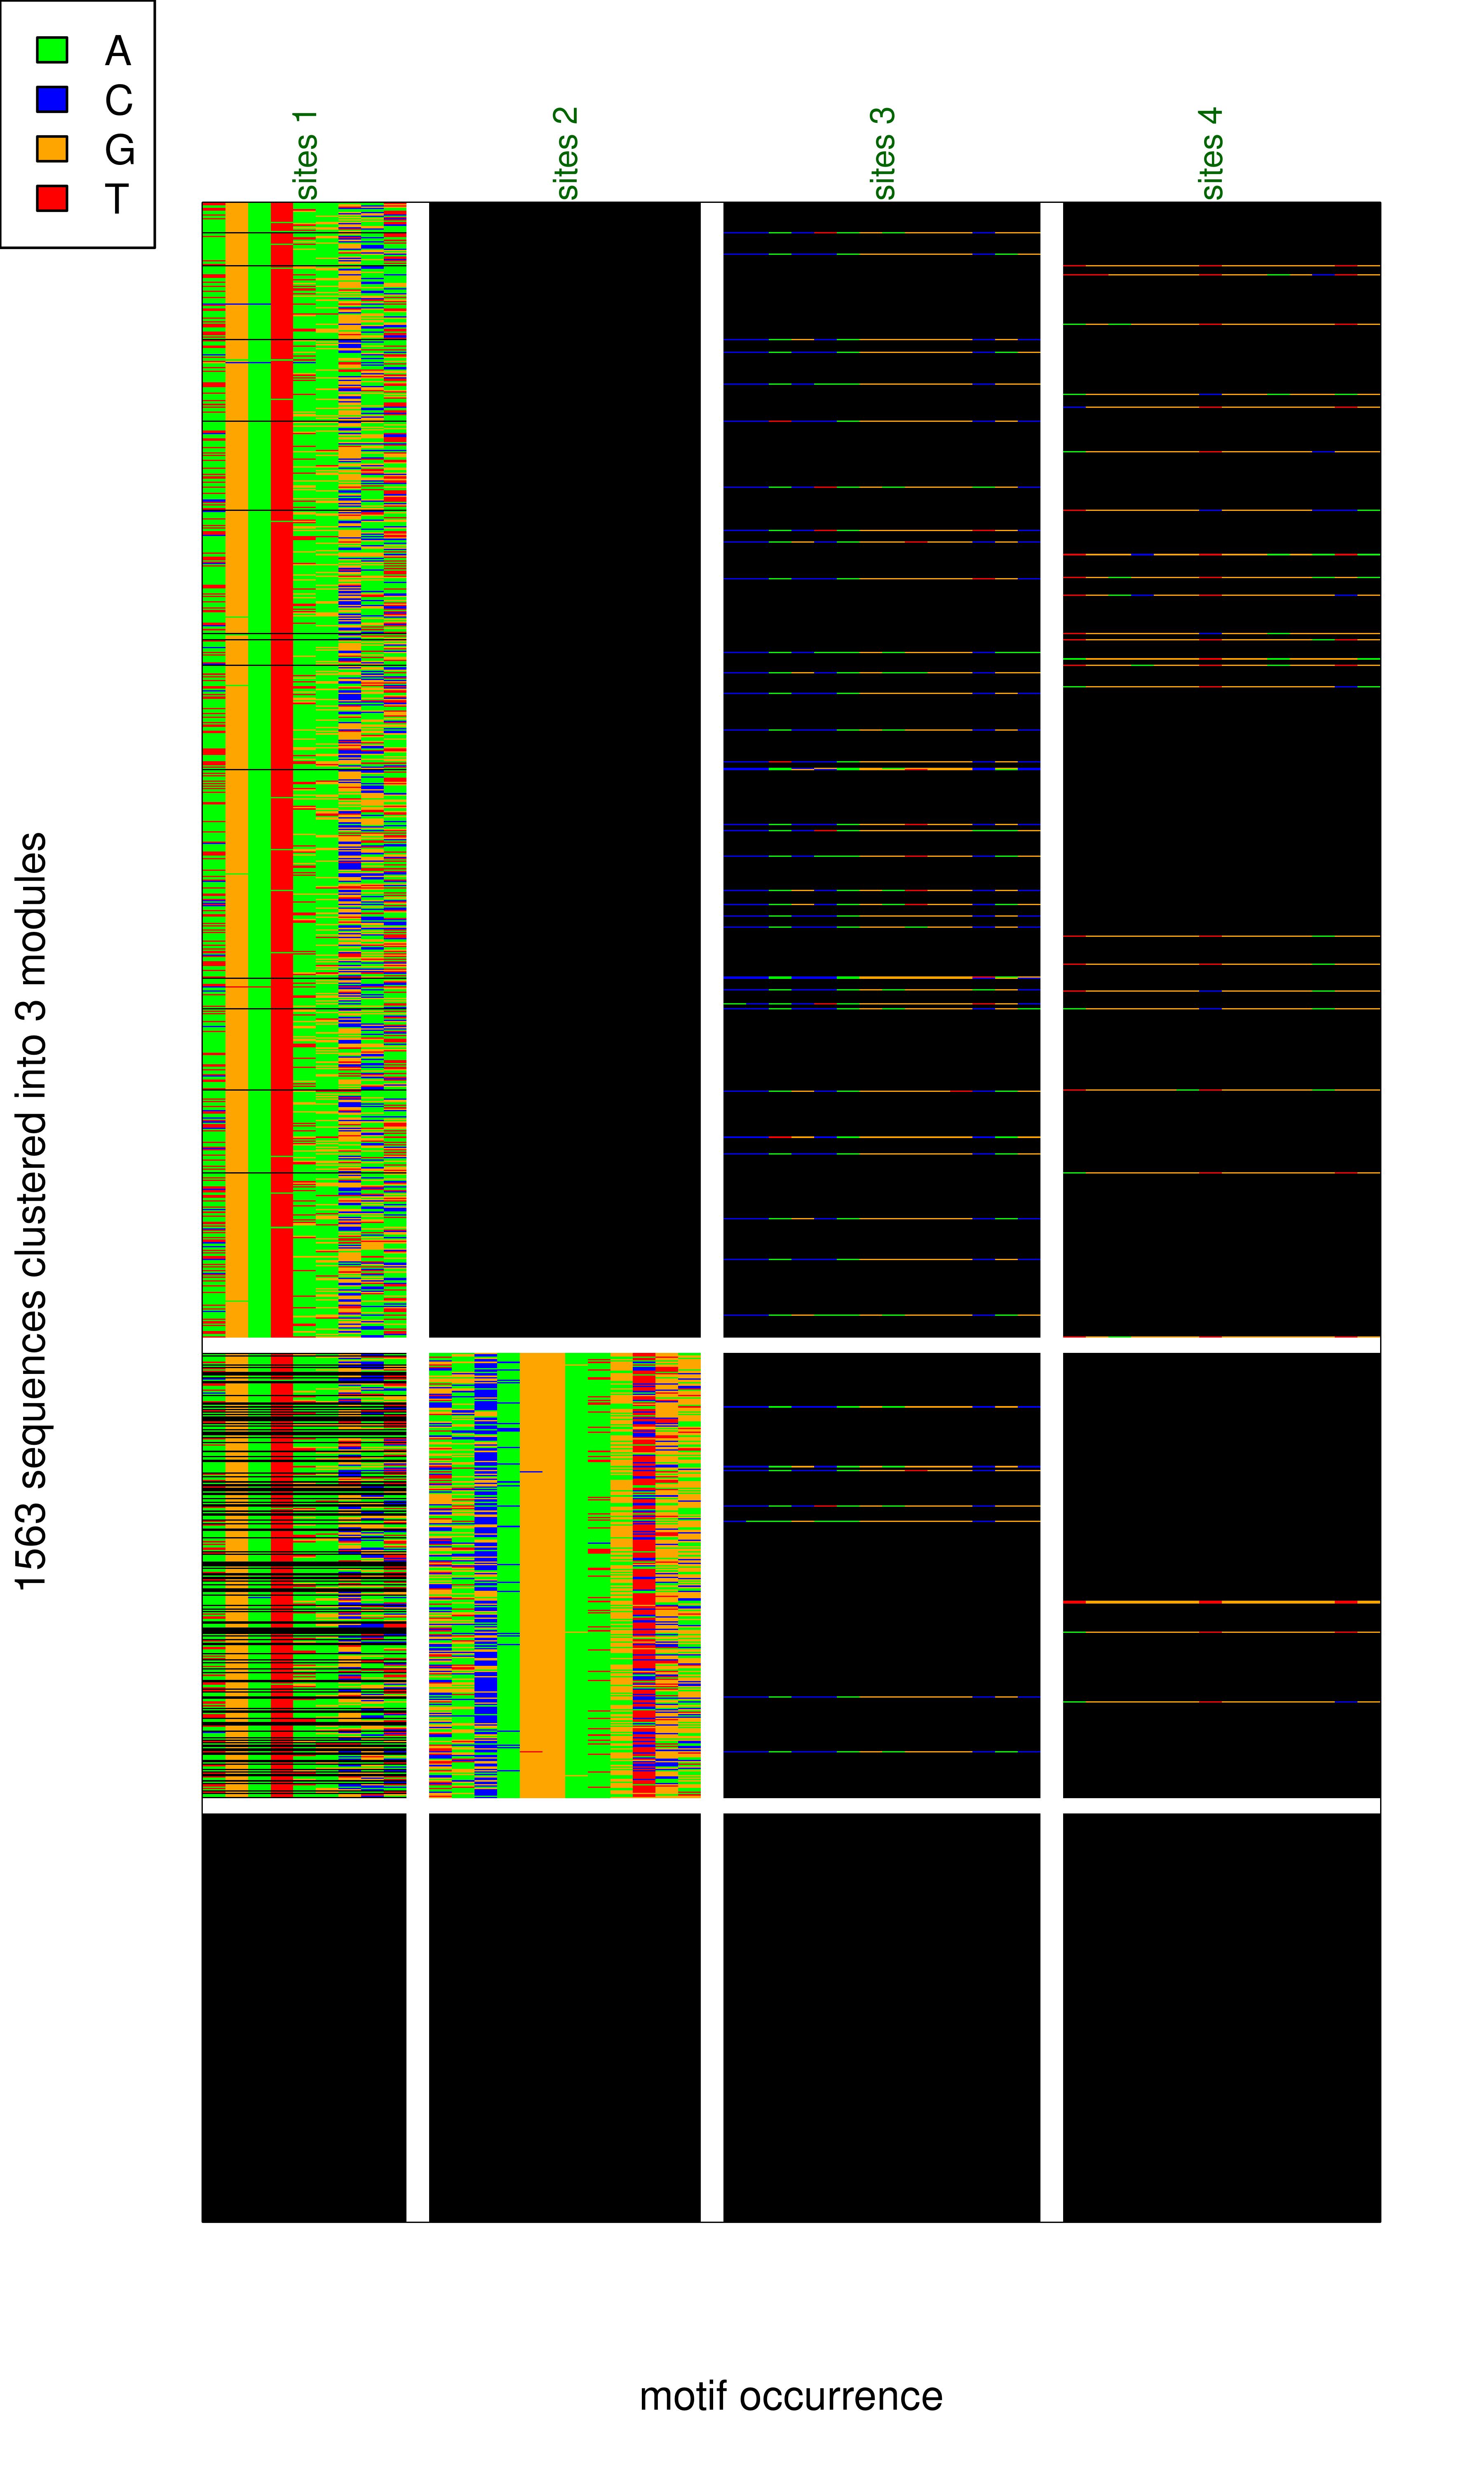 A
C
G
T
sites 1
sites 2
sites 3
sites 4
1563 sequences clustered into 3 modules
motif occurrence